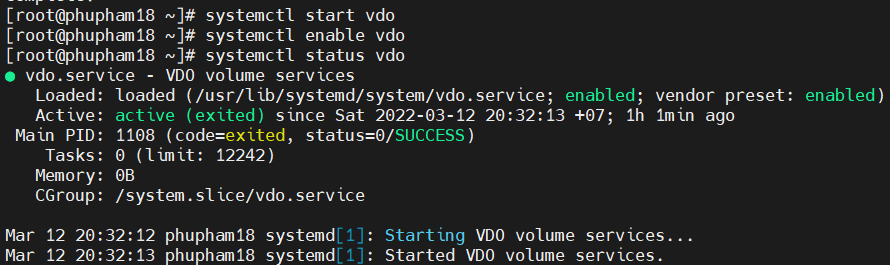 [root@phupham18 ~]# systemctl start vdo
[root@phupham18 ~]# systemctl enable vdo
[root@phupham18 ~]# systemctl status vdo
● vdo.service - VDO volume services
   Loaded: loaded (/usr/lib/systemd/system/vdo.service; enabled; vendor preset: enabled)
   Active: active (exited) since Sat 2022-03-12 20:32:13 +07; 1h 1min ago
 Main PID: 1108 (code=exited, status=0/SUCCESS)
    Tasks: 0 (limit: 12242)
   Memory: 0B
   CGroup: /system.slice/vdo.service

Mar 12 20:32:12 phupham18 systemd[1]: Starting VDO volume services...
Mar 12 20:32:13 phupham18 systemd[1]: Started VDO volume services.